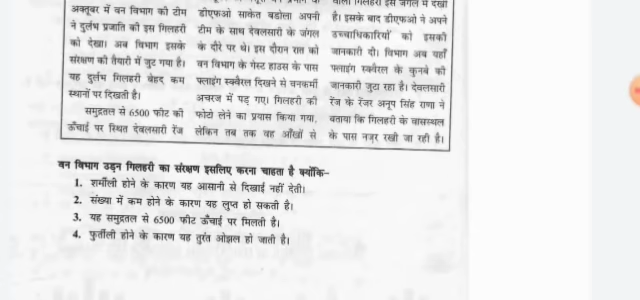 अक्तूबर में वन विभाग की टीम
ने दुर्लभ प्रजाति की इस गिलहरी
को देखा। अब विभाग इसके
संरक्षण की तैयारी में जुट गया है।
यह दुर्लभ गिलहरी बेहद कम
स्थानों पर दिखती है।
समुद्रतल से 6500 फीट की
ऊँचाई पर स्थित देवलसारी रेंज
डीएफओ साकेत बडोला अपनी
टीम के साथ देवलसारी के जंगल
के दौरे पर थे। इस दौरान रात को
वन विभाग के गेस्ट हाउस के पास
फ्लाइंग स्क्वैरल दिखने से वनकर्मी
अचरज में पड़ गए। गिलहरी की
फोटो लेने का प्रयास किया गया,
लेकिन तब तक वह आँखों से
गिलहरी इस जंगल में देखी
है। इसके बाद डीएफओ ने अपने
उच्चाधिकारियों को इसकी
जानकारी दी। विभाग अब यहाँ
फ्लाइंग स्क्वैरल के कुनबे की
जानकारी जुटा रहा है। देवलसारी
रेंज के रेंजर अनूप सिंह राणा ने
बताया कि गिलहरी के वासस्थल
के पास नज़र रखी जा रही है।
वन विभाग उड़न गिलहरी का संरक्षण इसलिए करना चाहता है क्योंकि–
1. शर्मीली होने के कारण यह आसानी से दिखाई नहीं देती।
2. संख्या में कम होने के कारण यह लुप्त हो सकती है।
3. यह समुद्रतल से 6500 फीट ऊँचाई पर मिलती है।
4. फुर्तीली होने के कारण यह तुरंत ओझल हो जाती है।